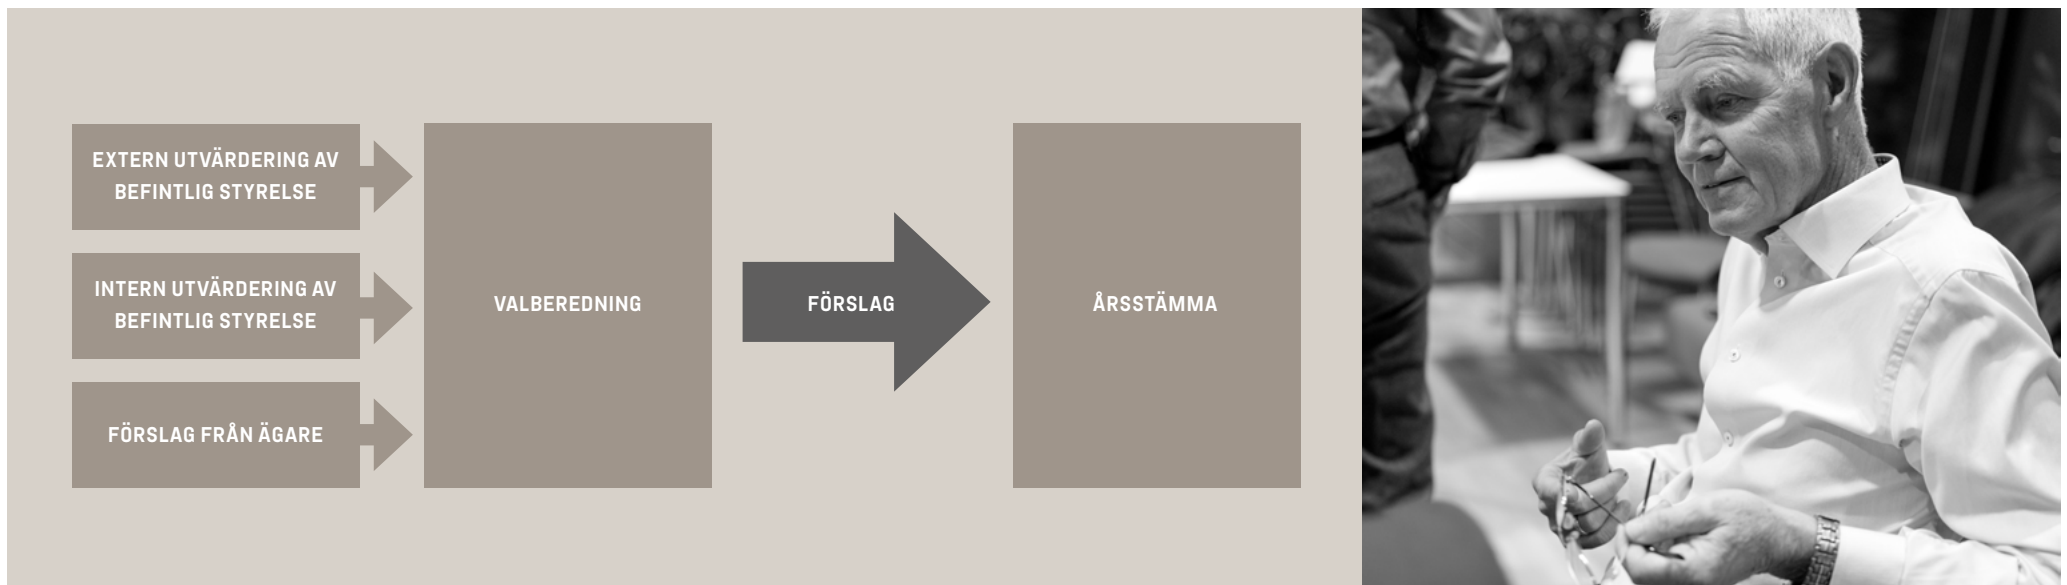 EXTERN UTVÄRDERING AV
BEFINTLIG STYRELSE
INTERN UTVÄRDERING AV
BEFINTLIG STYRELSE
FÖRSLAG FRÅN ÄGARE
VALBEREDNING
FÖRSLAG
ÅRSSTÄMMA